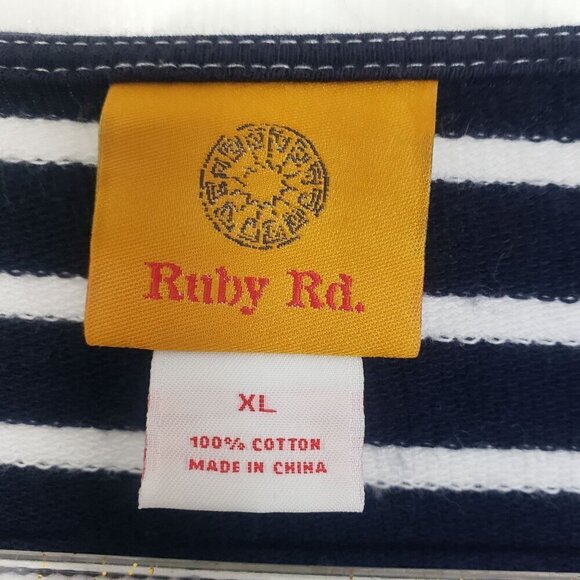 Ruby Rd.
XL
100% COTTON
MADE IN CHINA